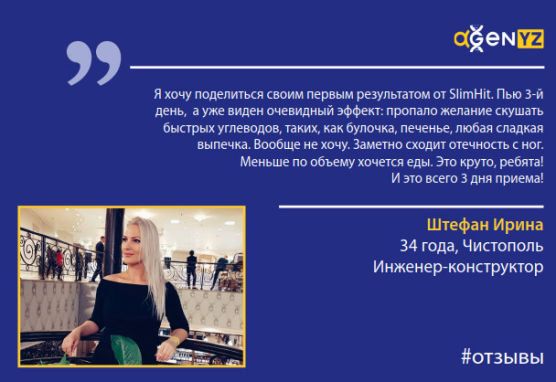 aGenYZ
Я хочу поделиться своим первым результатом от SlimHit. Пью 3-й
день, а уже виден очевидный эффект: пропало желание скушать
быстрых углеводов, таких, как булочка, печенье, любая сладкая
выпечка. Вообще не хочу. Заметно сходит отечность с ног.
Меньше по объему хочется еды. Это круто, ребята!
И это всего 3 дня приема!
Штефан Ирина
34 года, Чистополь
Инженер-конструктор
#отзывы